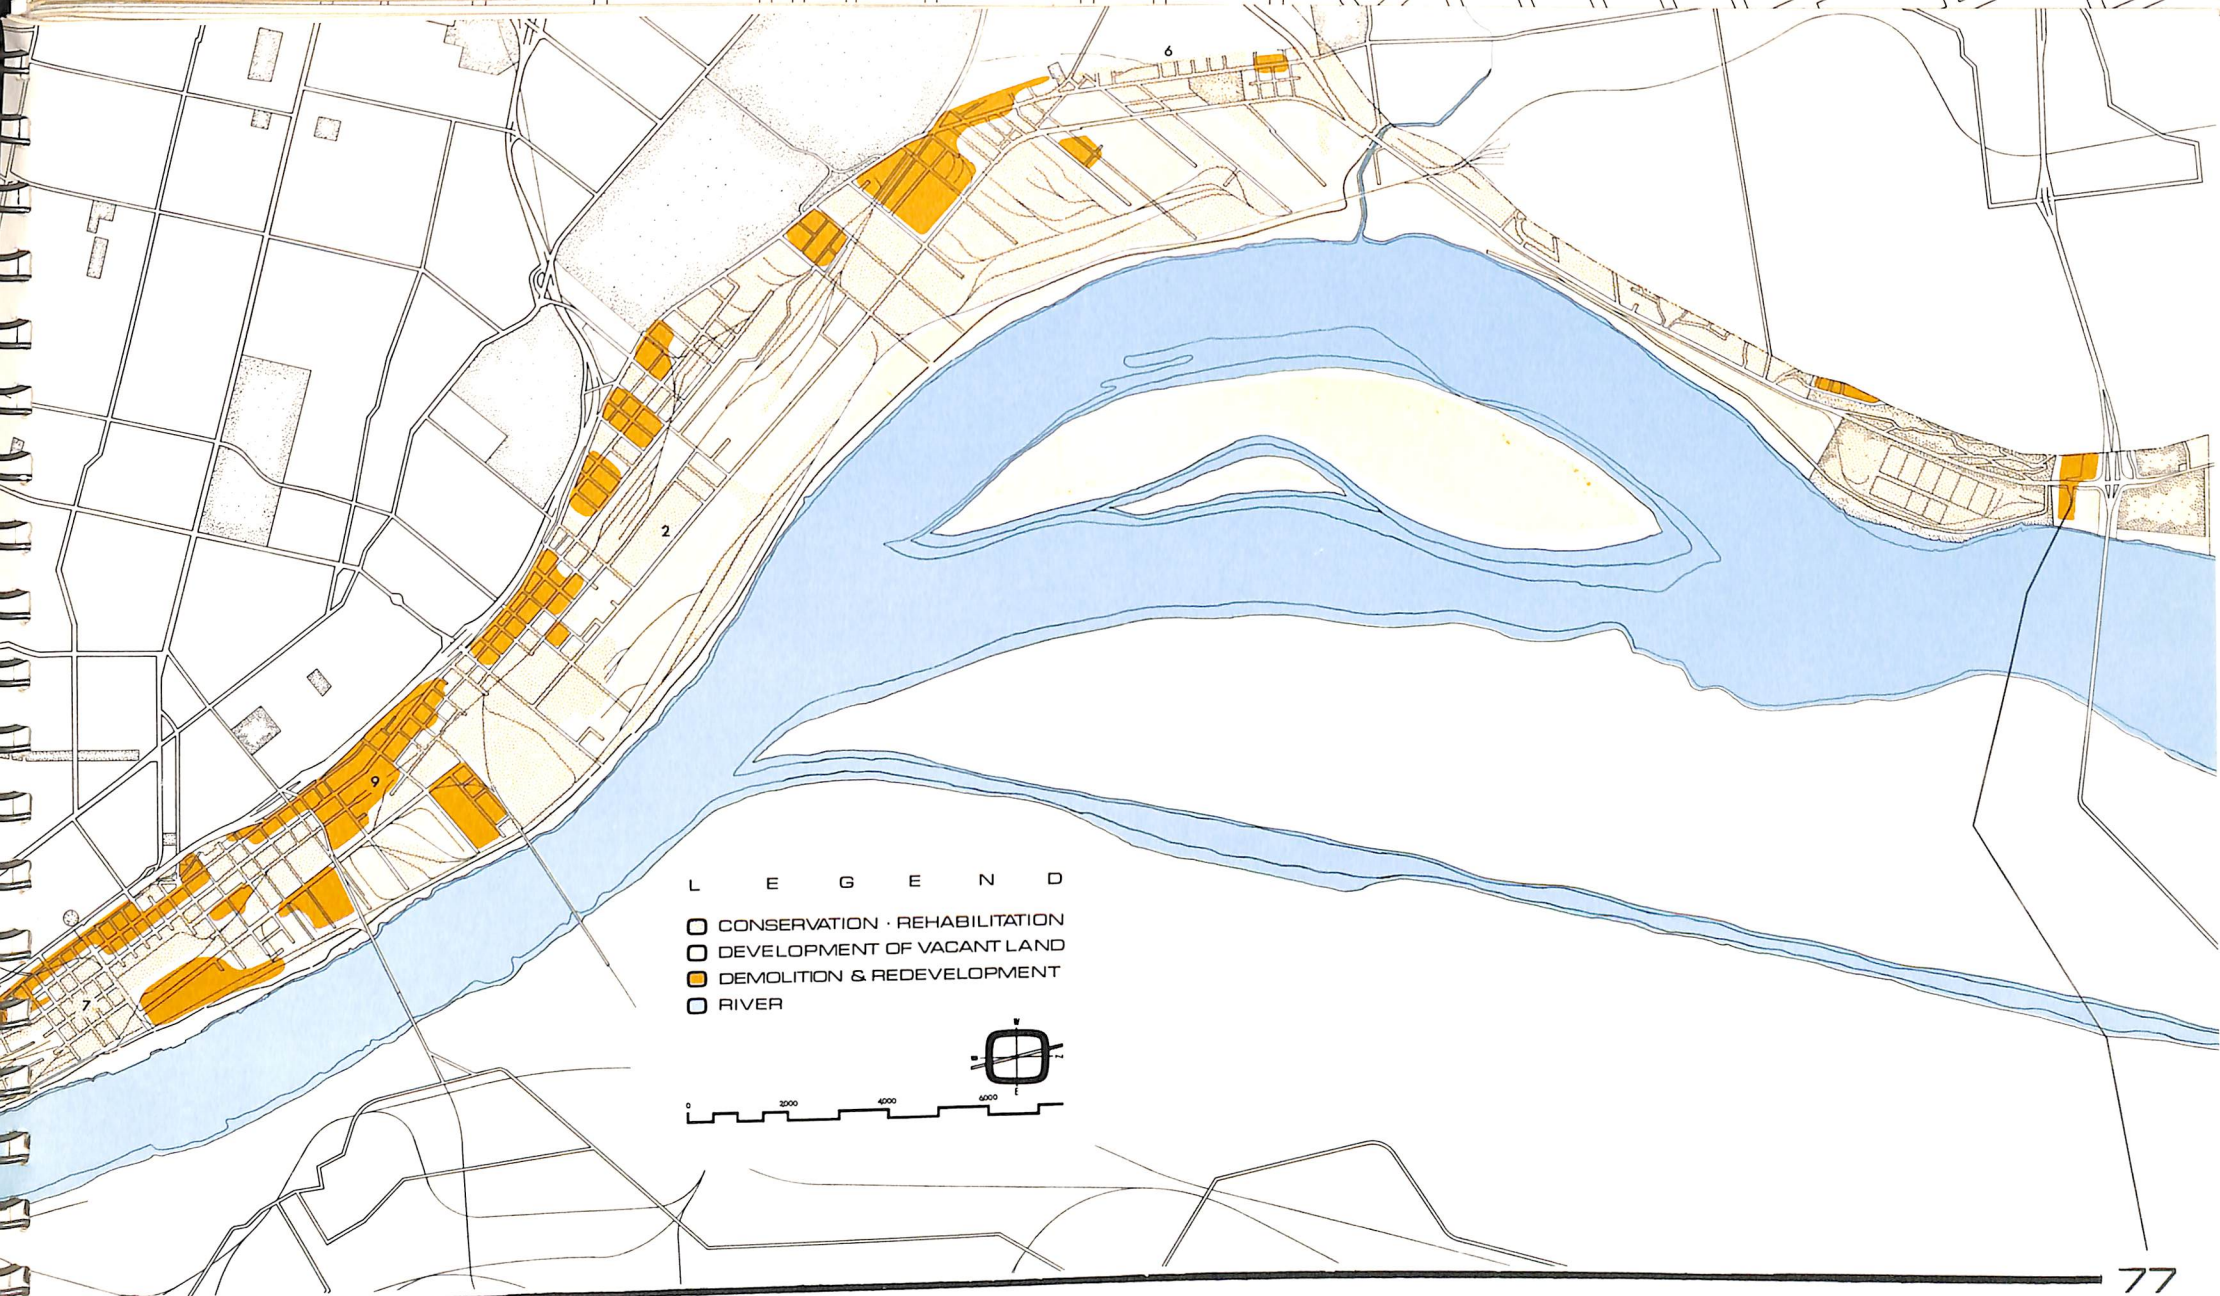 6
2
9
7
L E G E N D
CONSERVATION · REHABILITATION
DEVELOPMENT OF VACANT LAND
DEMOLITION & REDEVELOPMENT
RIVER
W
Z
E
0 2000 4000 6000
77